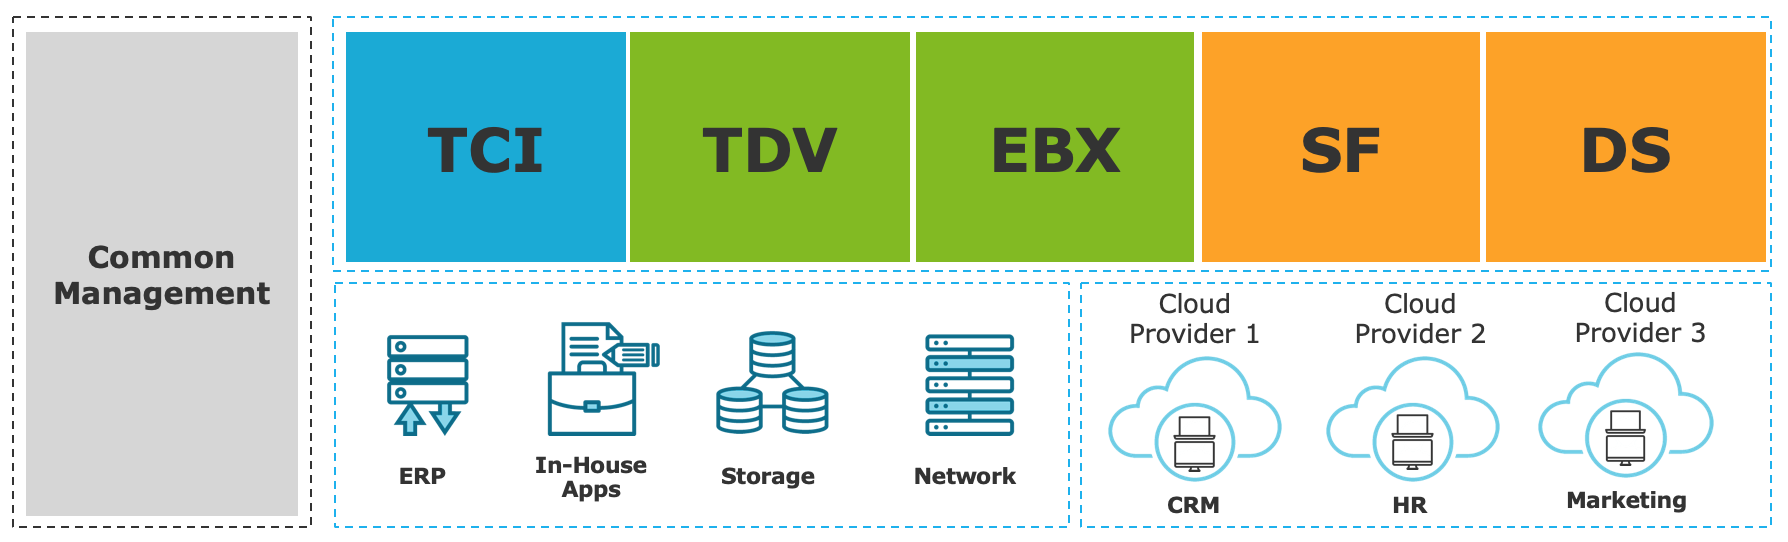 Common
Management
TCI
TDV
EBX
SF
DS
ERP
In-House
Apps
Storage
Network
Cloud
Provider 1
CRM
Cloud
Provider 2
HR
Cloud
Provider 3
Marketing